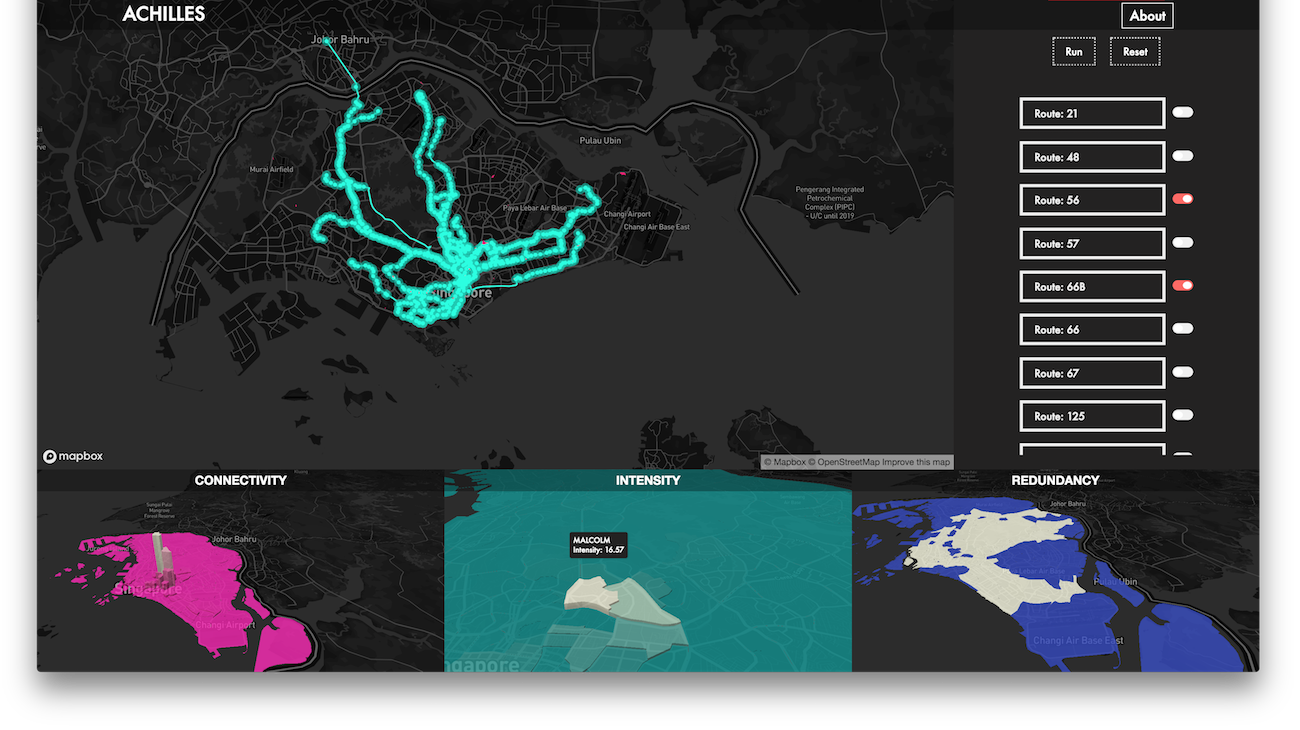 ACHILLES
About
Run
Reset
Johor Bahru
Pulau Ubin
Murai Airfield
Paya Lebar Air Base
Changi Airport
Changi Air Base East
Pengerang Integrated
Petrochemical
Complex (PIPC)
- U/C until 2019
Singapore
Route: 21
Route: 48
Route: 56
Route: 57
Route: 66B
Route: 66
Route: 67
Route: 125
mapbox
© Mapbox © OpenStreetMap Improve this map
CONNECTIVITY
Johor Bahru
Singapore
Changi Airport
INTENSITY
MALCOLM
Intensity: 16.57
ngapore
REDUNDANCY
Johor Bahru
Pulau Ubin
Changi Air Base East